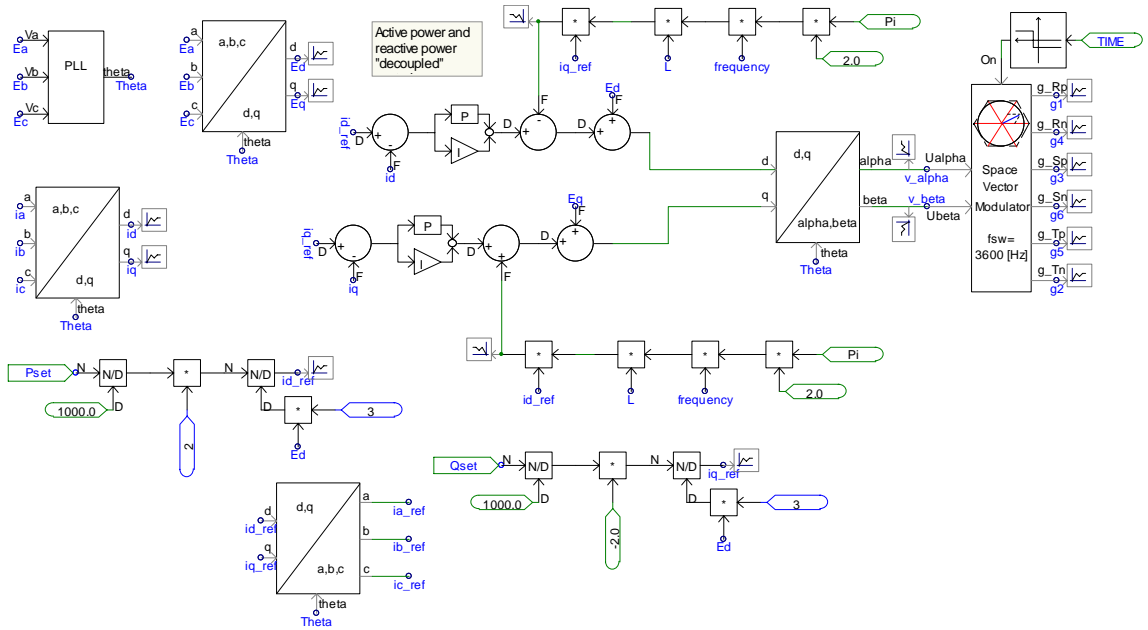 Va
Ea
Vb
Eb
Vc
Ec
PLL
theta
Theta
a
Ea
b
Eb
c
Ec
a,b,c
d,q
d
Ed
q
Eq
theta
Theta
Active power and
reactive power
"decoupled"
*
iq_ref
*
L
*
frequency
*
2.0
Pi
TIME
On
id_ref
D
+
-
F
id
P
I
D
+
-
F
D
+
+
F
Ed
iq_ref
D
+
-
F
iq
P
I
D
+
+
F
D
+
+
F
Eq
d
q
d,q
alpha,beta
alpha
beta
theta
Theta
v_alpha
v_beta
Ualpha
Ubeta
Space
Vector
Modulator
fsw=
3600 [Hz]
g_Rp
g1
g_Rn
g4
g_Sp
g3
g_Sn
g6
g_Tp
g5
g_Tn
g2
a
ia
b
ib
c
ic
a,b,c
d,q
d
id
q
iq
theta
Theta
*
id_ref
*
L
*
frequency
*
2.0
Pi
Pset
N
N/D
D
1000.0
*
2
N
N/D
D
id_ref
*
3
Ed
Qset
N
N/D
D
1000.0
*
-2.0
N
N/D
D
iq_ref
*
3
Ed
d
id_ref
q
iq_ref
d,q
a,b,c
a
ia_ref
b
ib_ref
c
ic_ref
theta
Theta